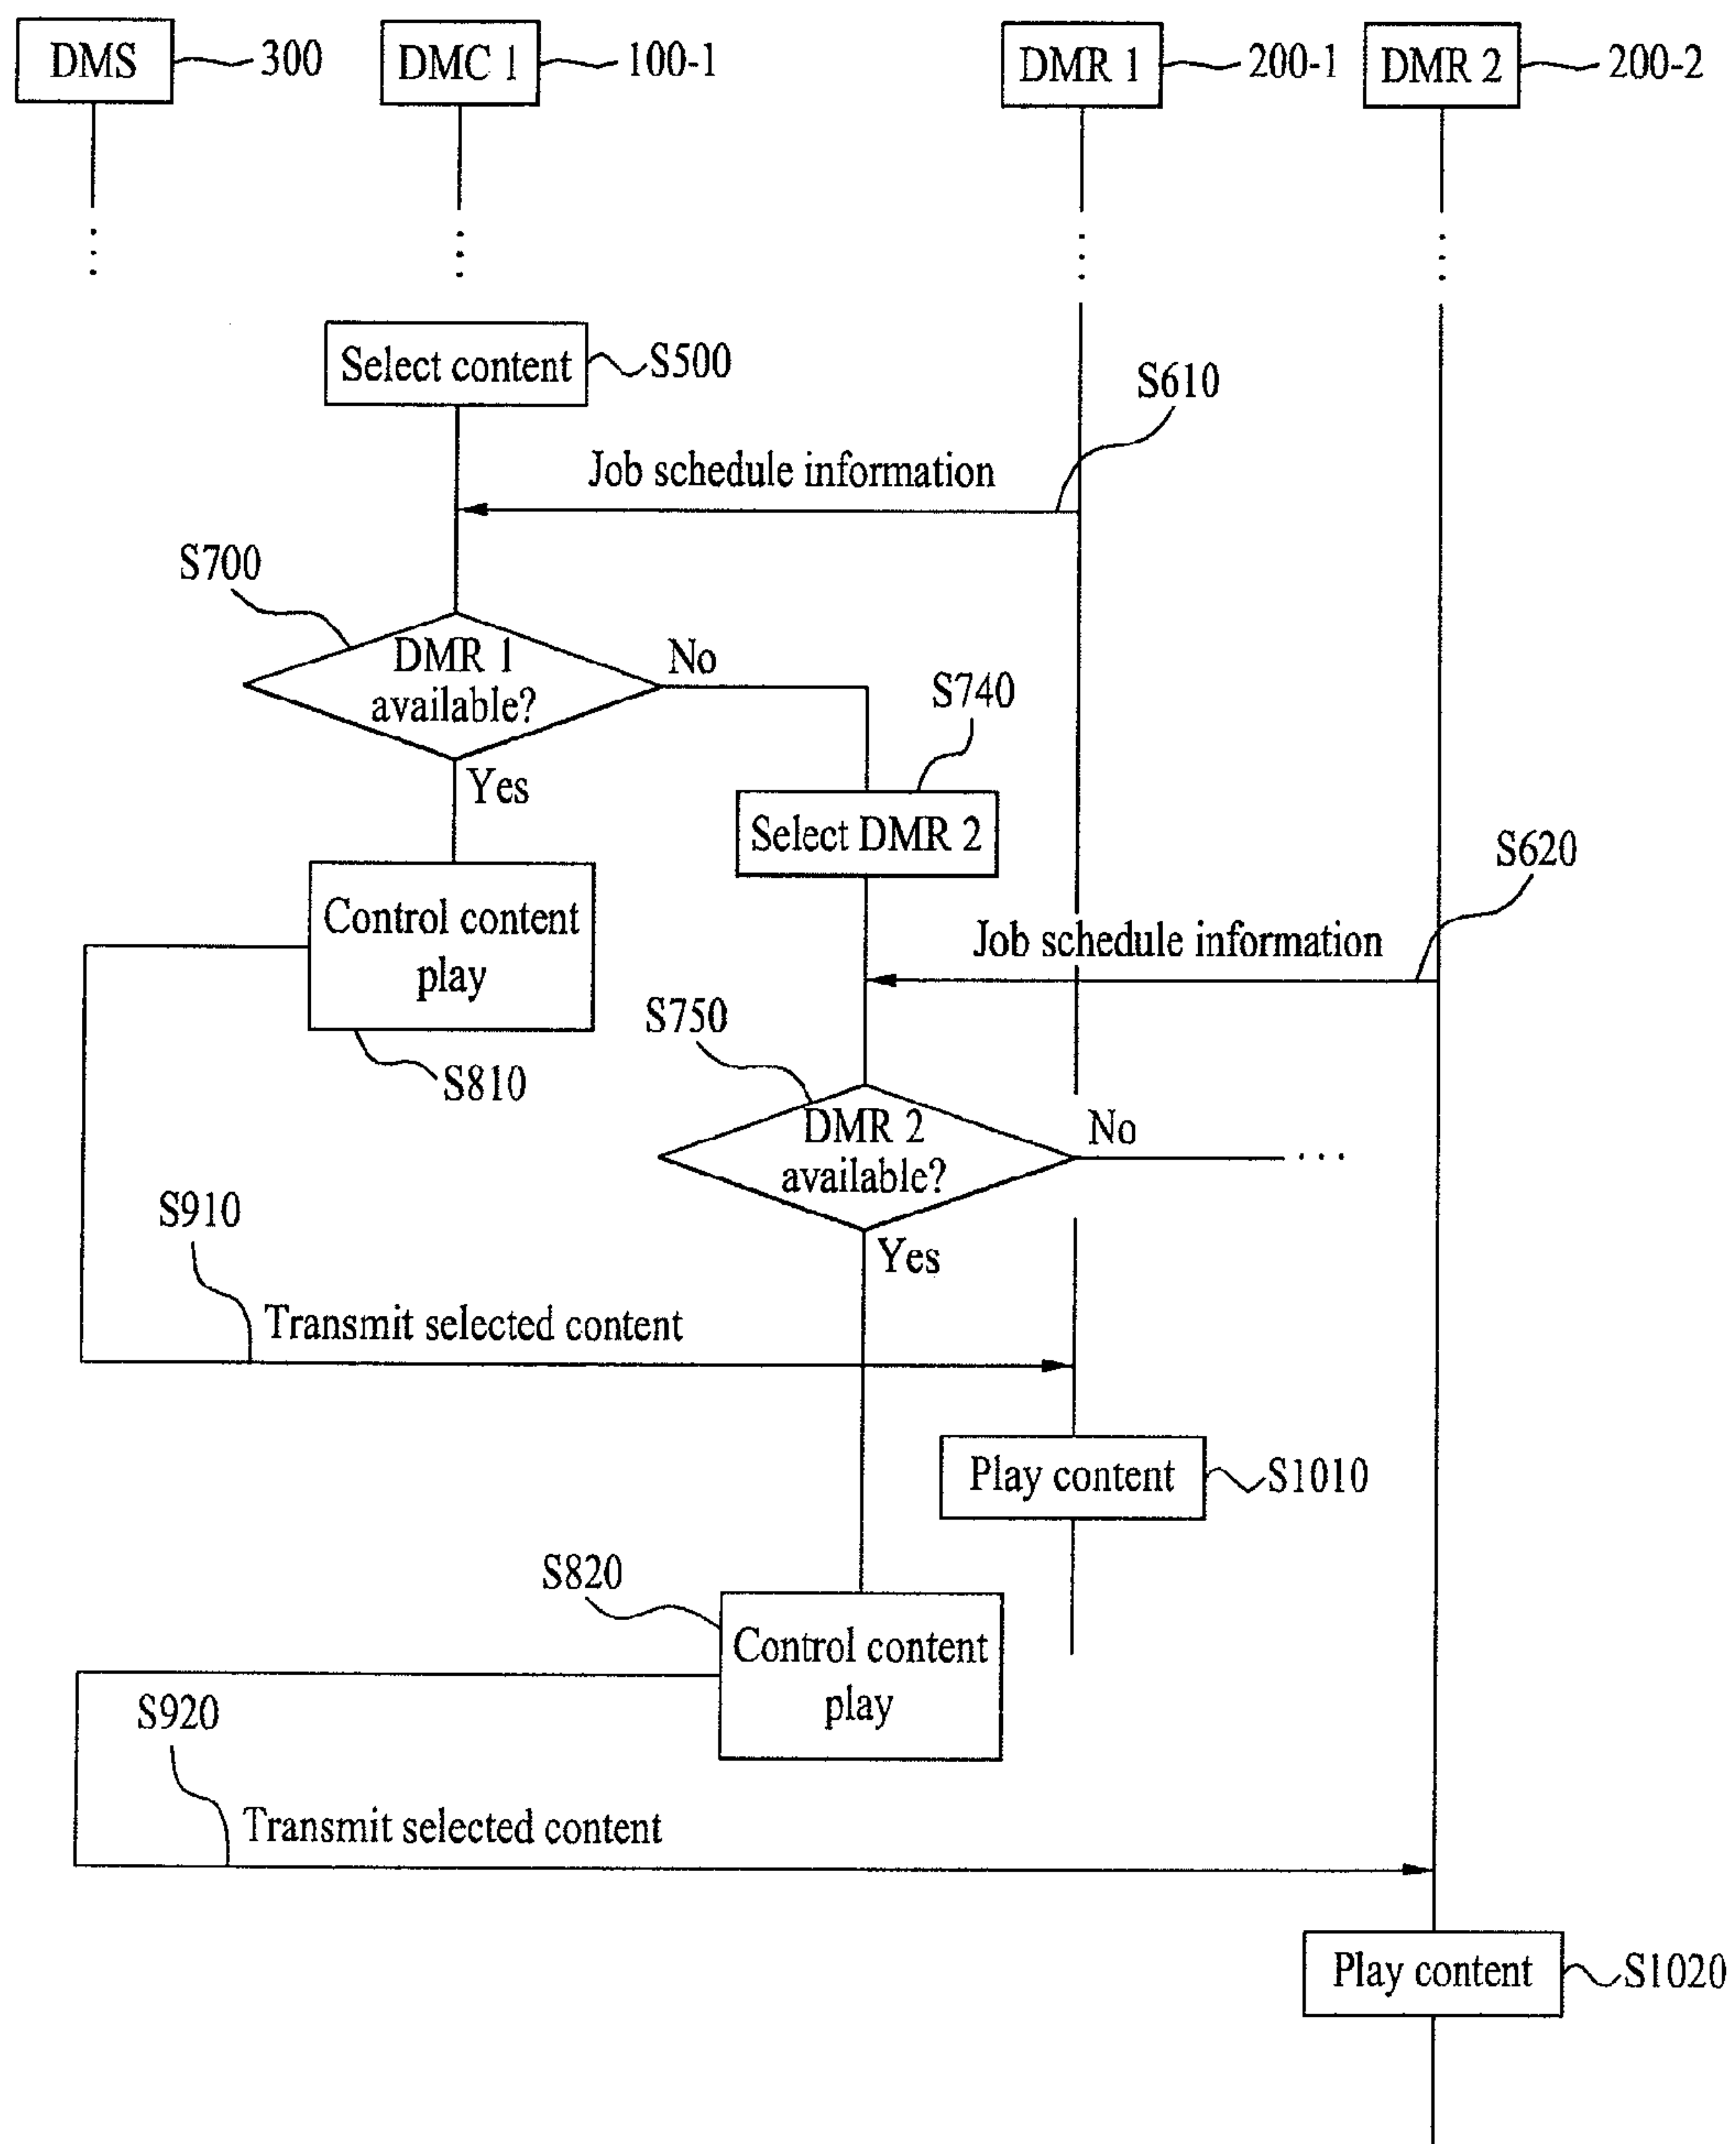 DMS
300
DMC 1
100-1
DMR 1
200-1
DMR 2
200-2
Select content
S500
S610
Job schedule information
S700
DMR 1
available?
No
Yes
S740
Select DMR 2
S620
Job schedule information
Control content
play
S810
S750
DMR 2
available?
No
Yes
S910
Transmit selected content
Play content
S1010
S820
Control content
play
S920
Transmit selected content
Play content
S1020